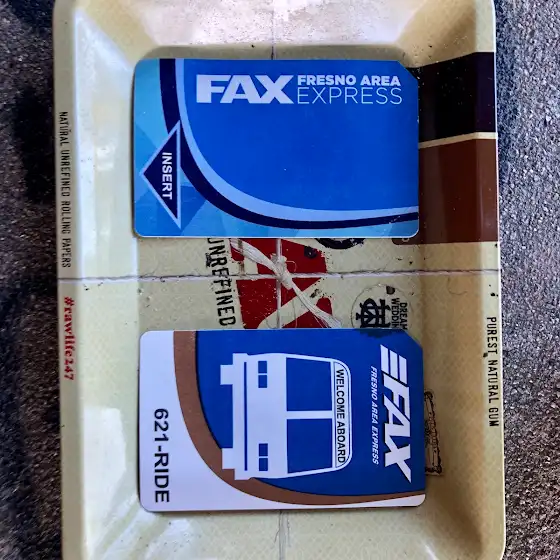 FAX FRESNO AREA
EXPRESS
INSERT
NATURAL UNREFINED ROLLING PAPERS
#rawlife247
UNREFINED
PUREST NATURAL GUM
FAX
FRESNO AREA EXPRESS
WELCOME ABOARD
621-RIDE